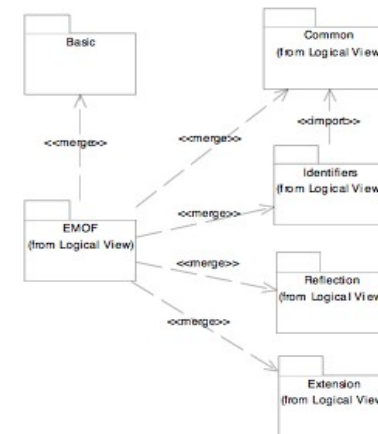 Basic
Common
(from Logical View
<<merge>>
<<merge>>
<<import>>
Identifiers
(from Logical View
<<merge>>
EMOF
(from Logical View)
<<merge>>
Reflection
(from Logical View
<<merge>>
Extension
(from Logical View